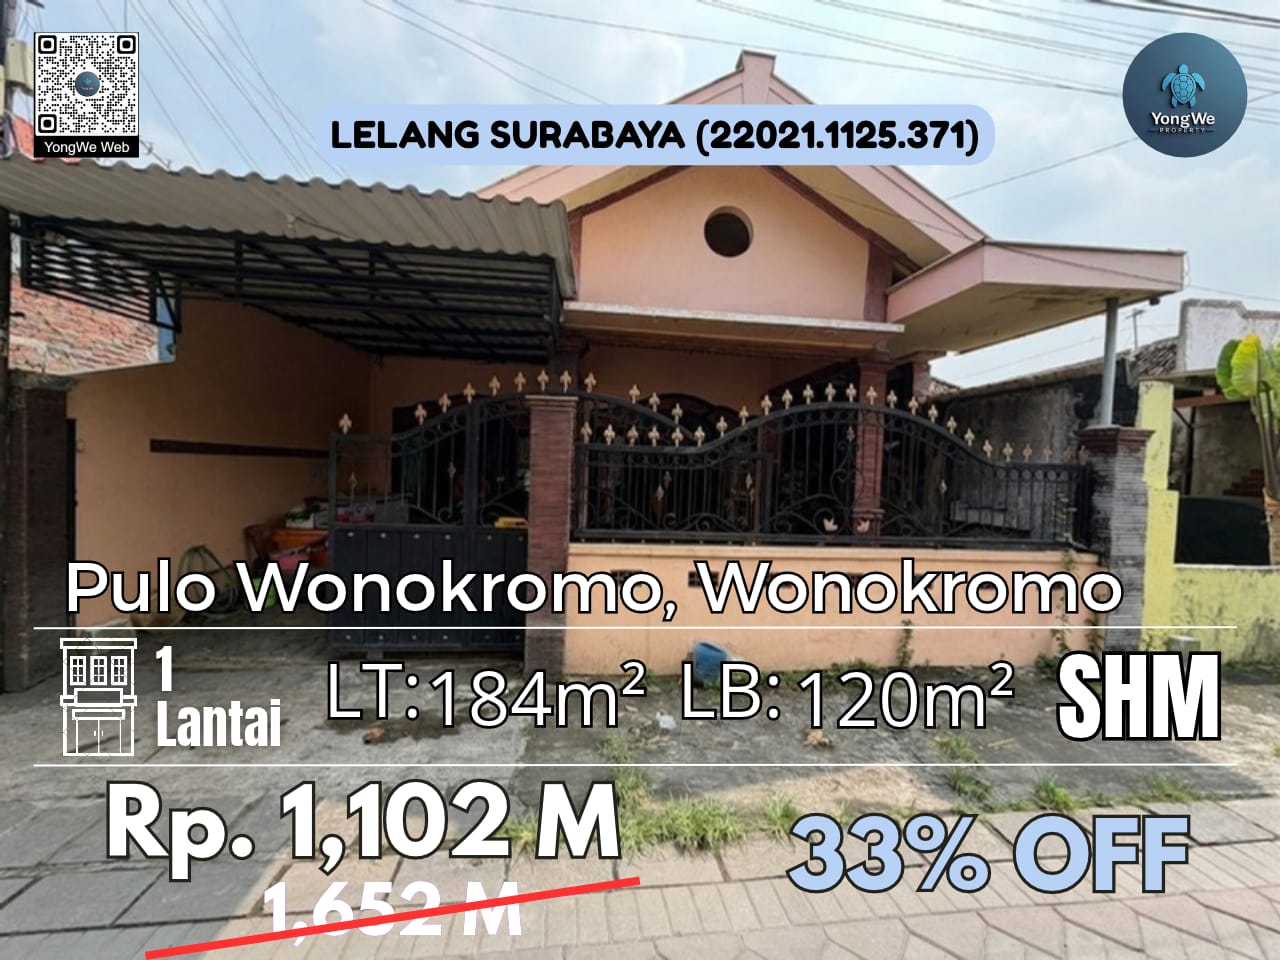 YongWe Web
LELANG SURABAYA (22021.1125.371)
YongWe
PROPERTY
Pulo Wonokromo, Wonokromo
1
Lantai
LT: 184m²
LB: 120m²
SHM
Rp. 1,102 M
1,652 M
33% OFF